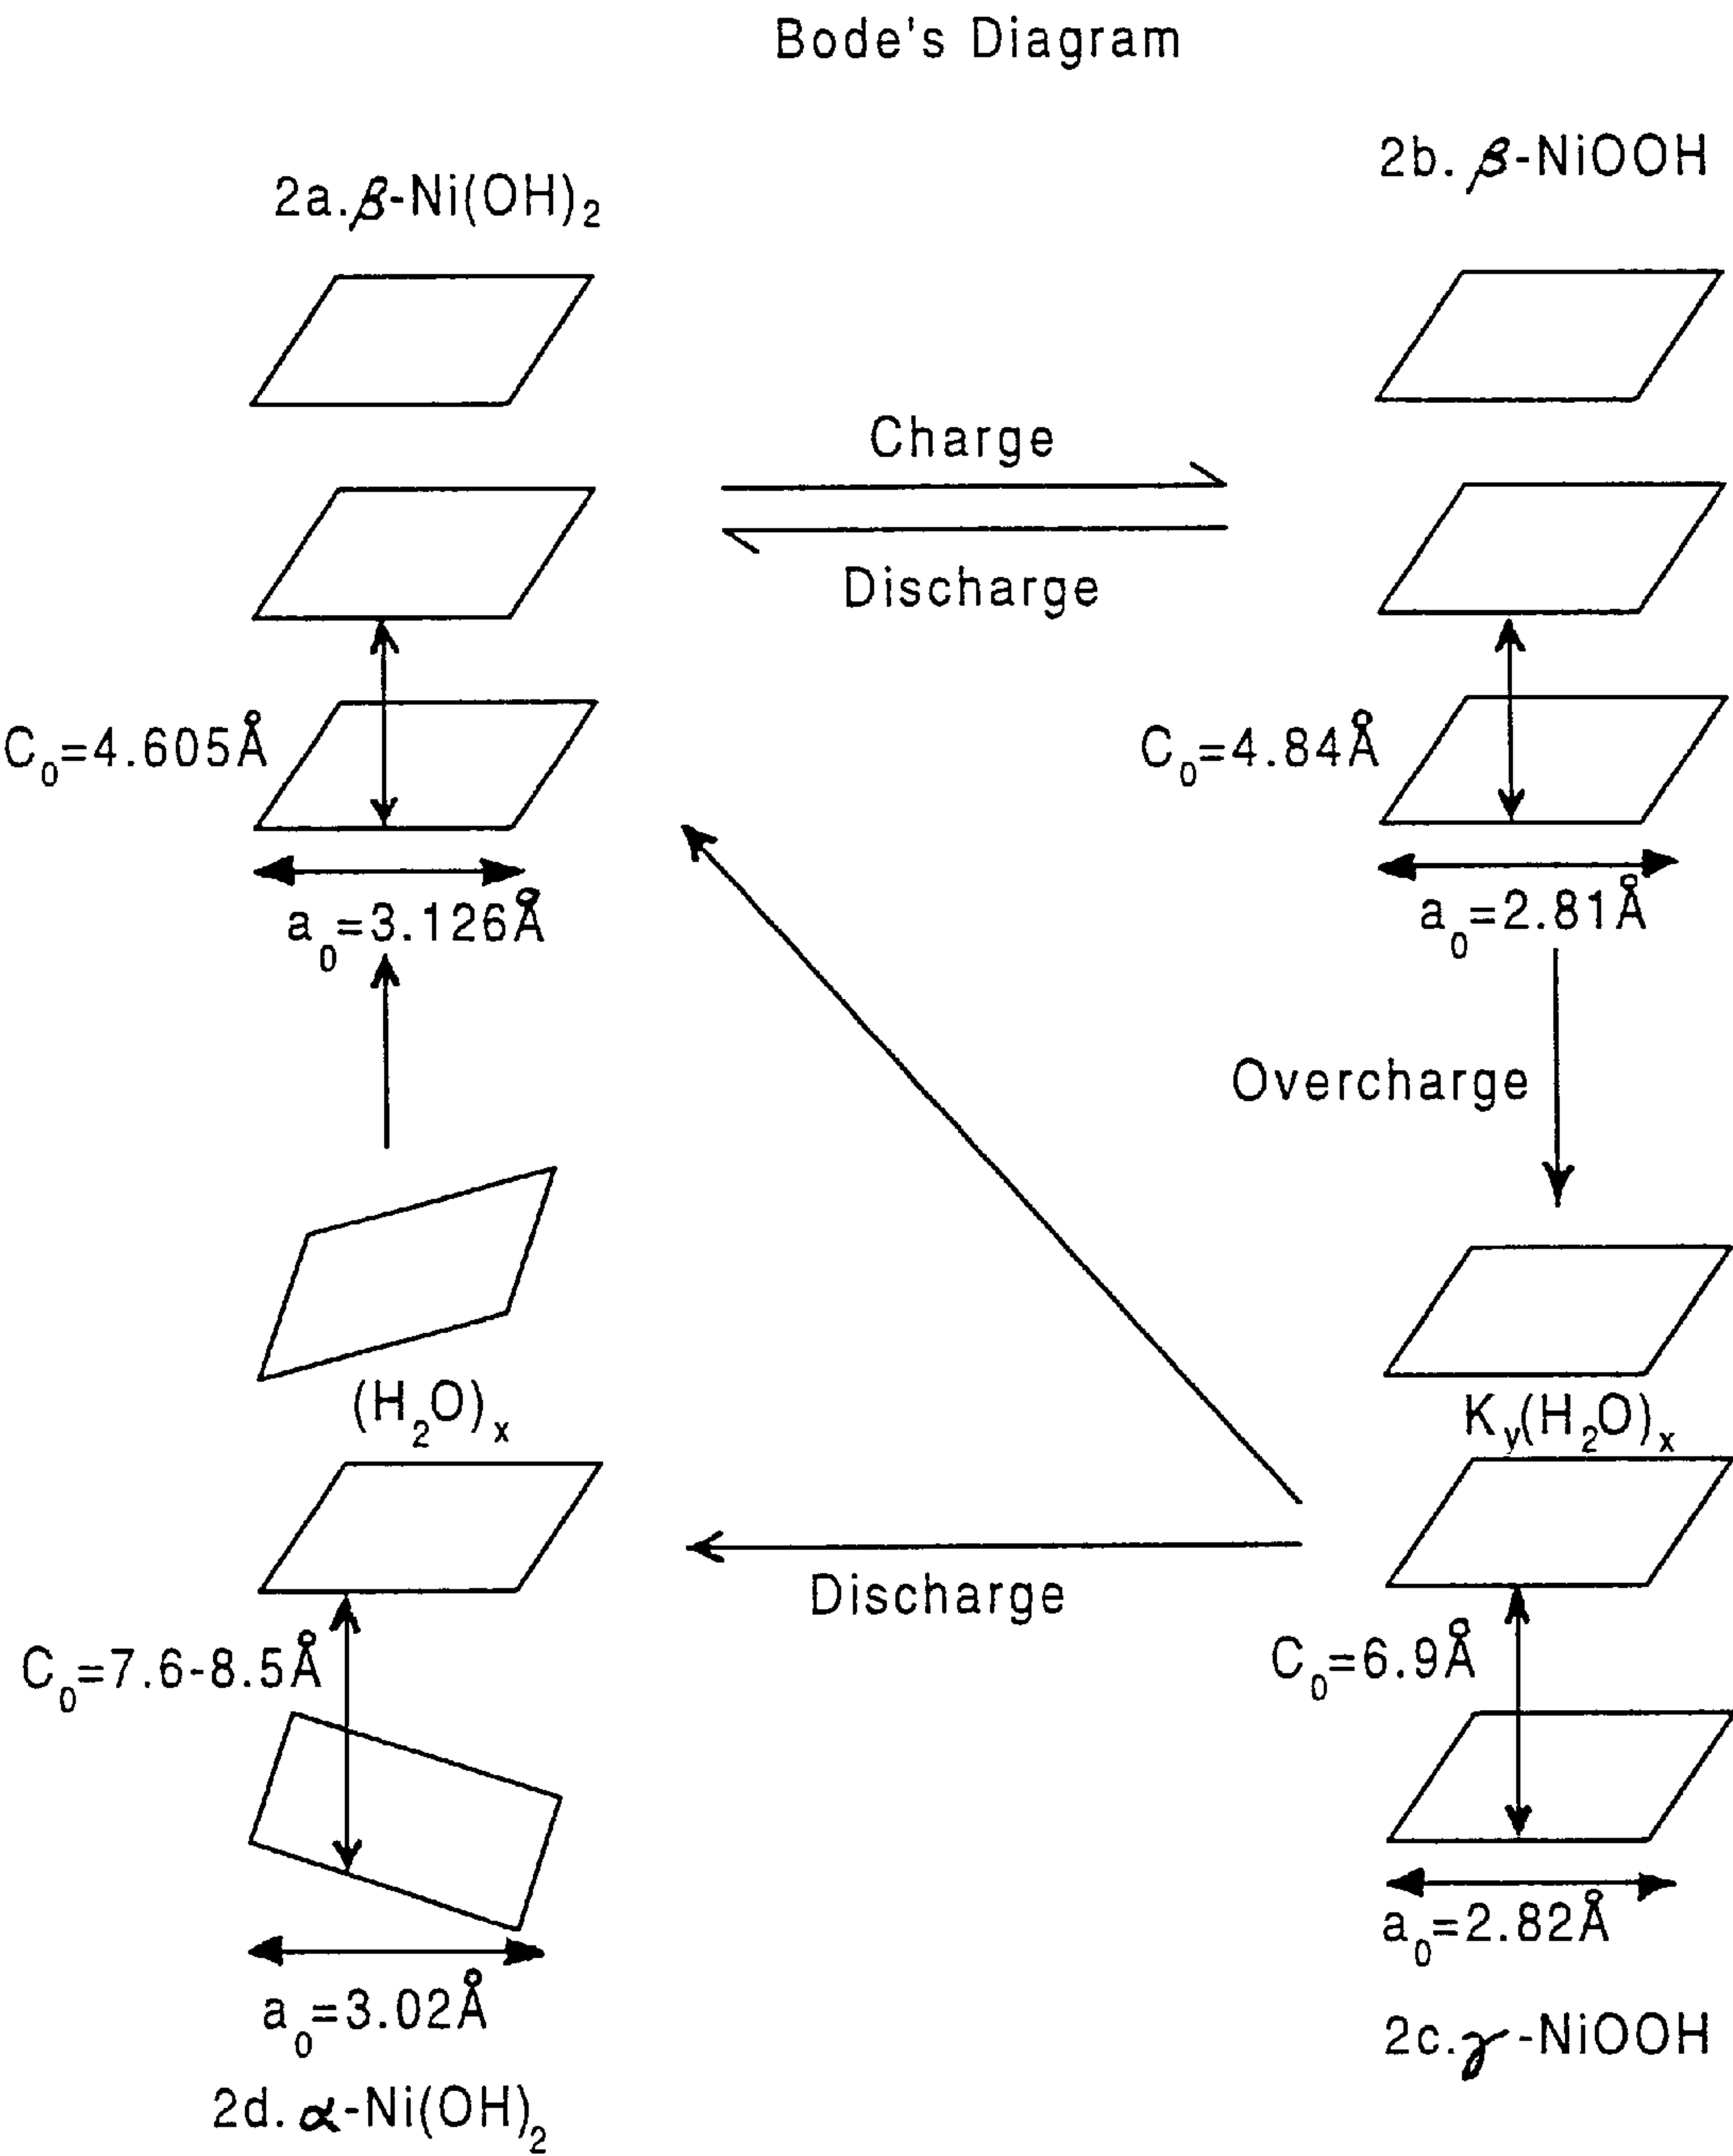 Bode's Diagram
2a. β-Ni(OH)₂
2b. β-NiOOH
Charge
Discharge
C₀=4.605Å
a₀=3.126Å
C₀=4.84Å
a₀=2.81Å
Overcharge
(H₂O)ₓ
K_y(H₂O)ₓ
Discharge
C₀=7.6-8.5Å
a₀=3.02Å
2d. α-Ni(OH)₂
C₀=6.9Å
a₀=2.82Å
2c. γ-NiOOH